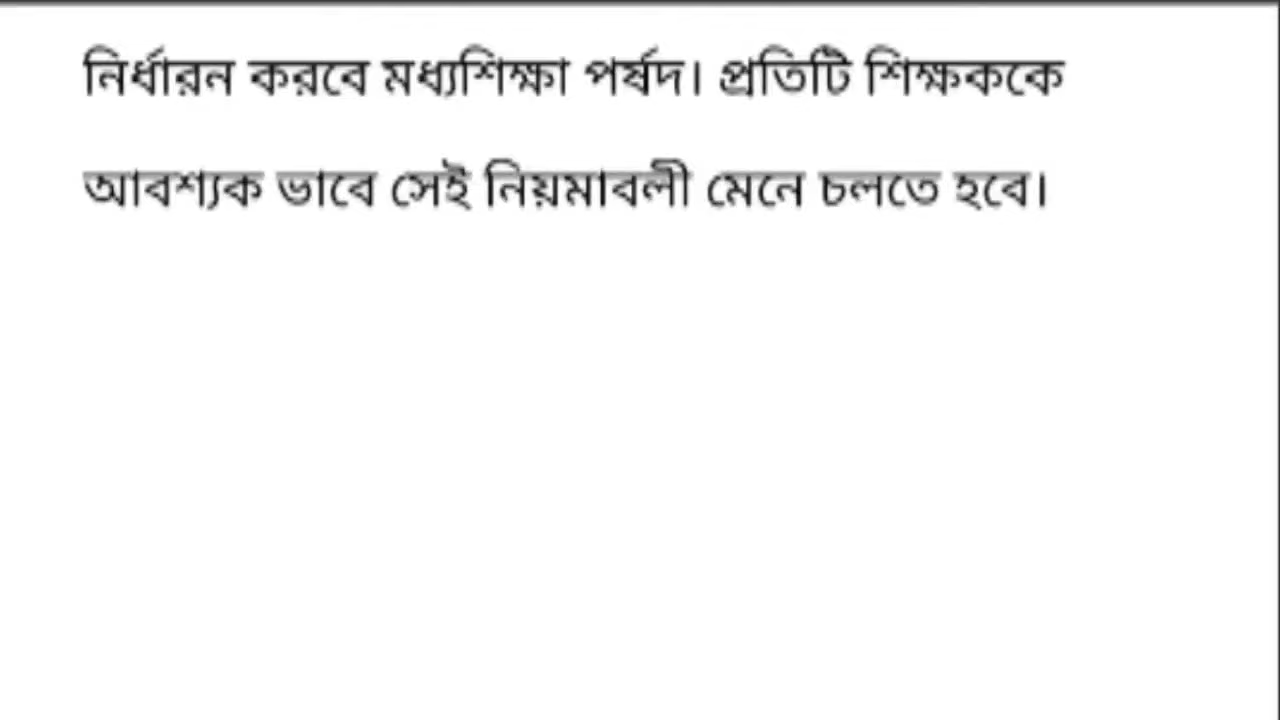 নির্ধারন করবে মধ্যশিক্ষা পর্ষদ। প্রতিটি শিক্ষককে
আবশ্যক ভাবে সেই নিয়মাবলী মেনে চলতে হবে।